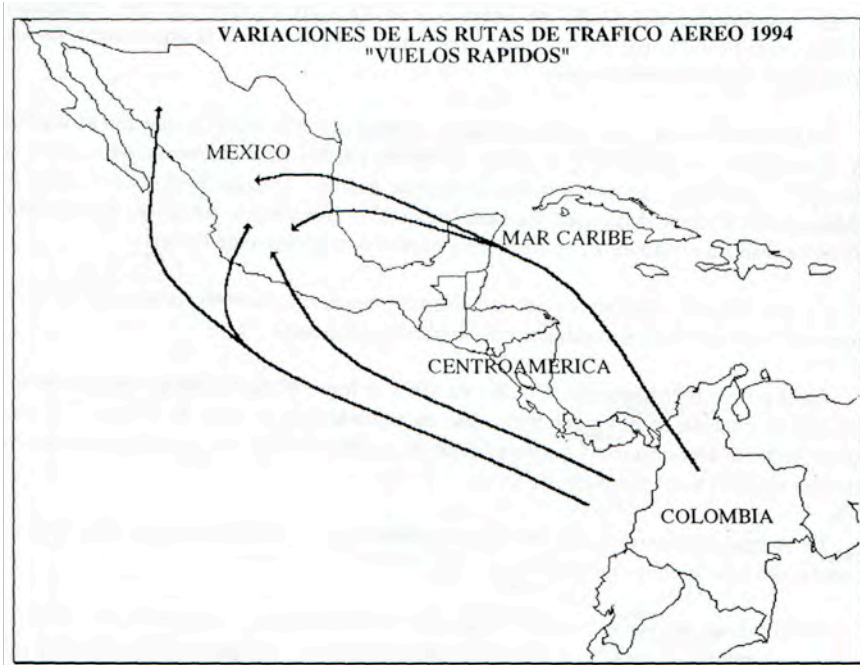 VARIACIONES DE LAS RUTAS DE TRAFICO AEREO 1994
"VUELOS RAPIDOS"
MEXICO
MAR CARIBE
CENTROAMERICA
COLOMBIA